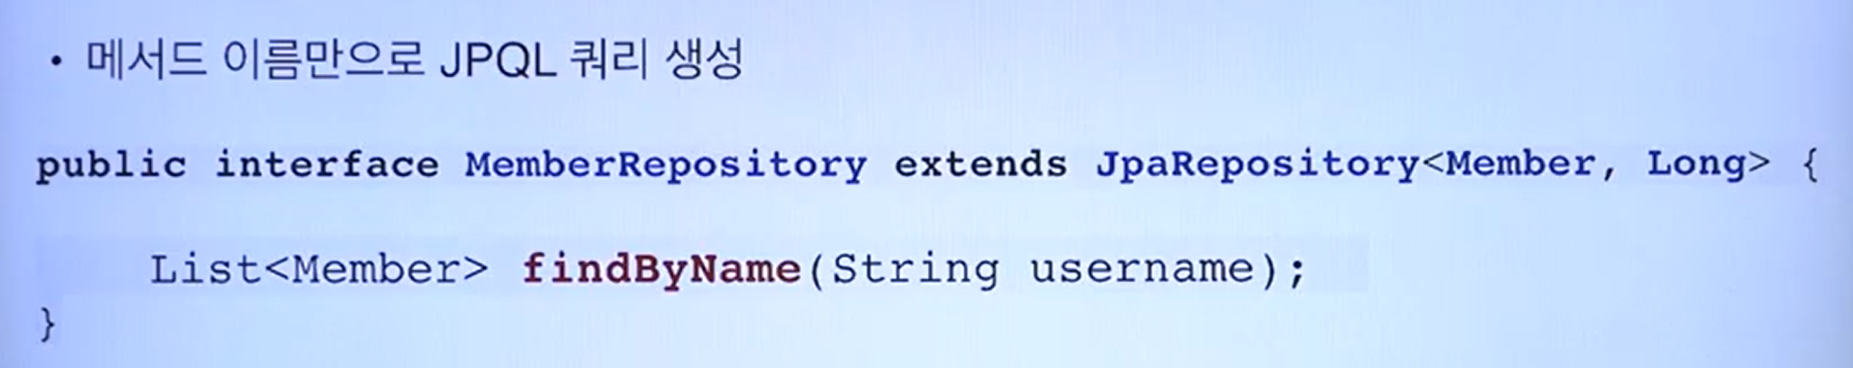 • 메서드 이름만으로 JPQL 쿼리 생성
public interface MemberRepository extends JpaRepository<Member, Long> {
List<Member> findByName(String username);
}